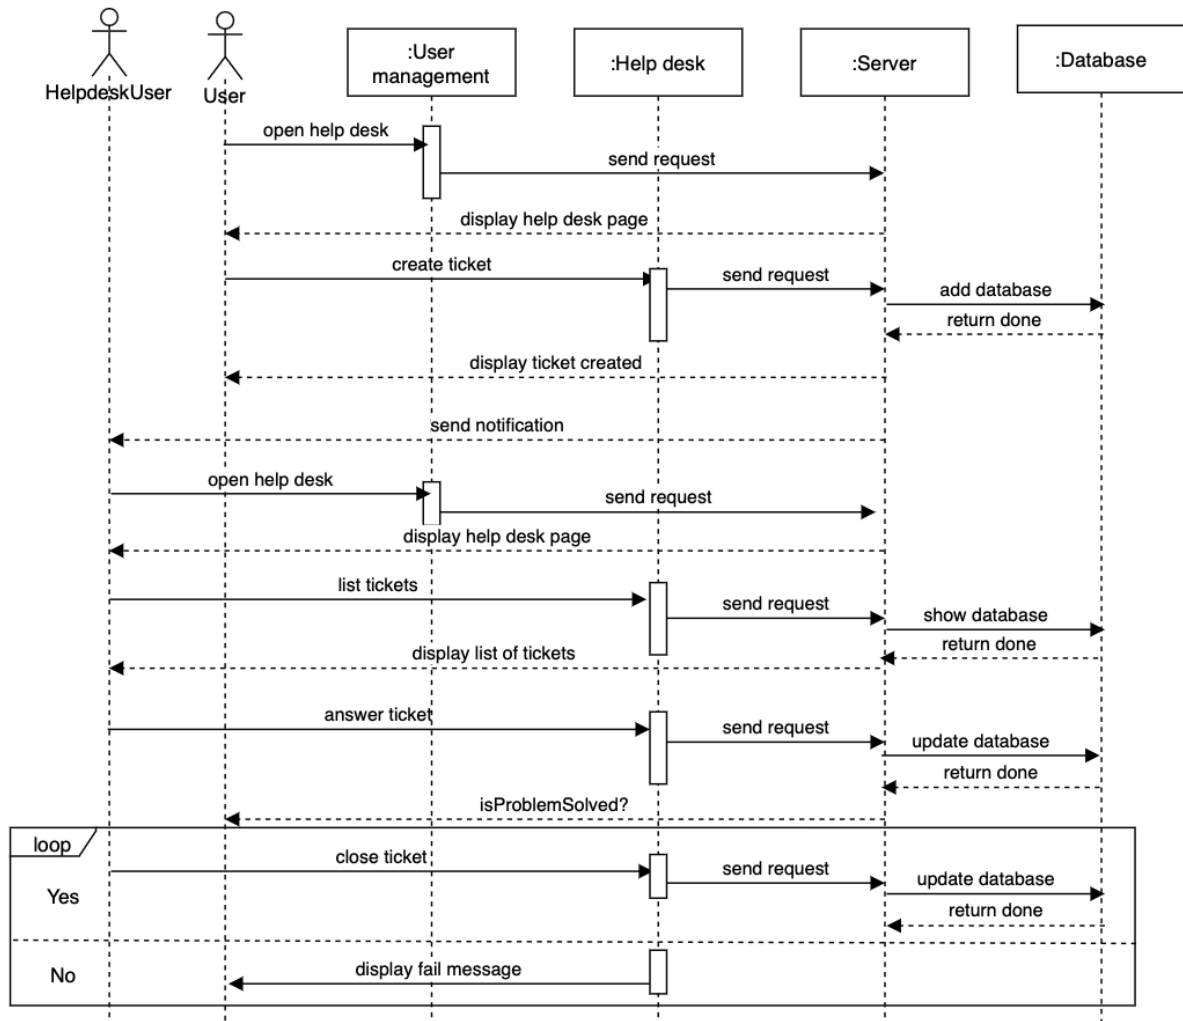 HelpdeskUser
User
:User
management
:Help desk
:Server
:Database
open help desk
send request
display help desk page
create ticket
send request
add database
return done
display ticket created
send notification
open help desk
send request
display help desk page
list tickets
send request
show database
return done
display list of tickets
answer ticket
send request
update database
return done
isProblemSolved?
loop
close ticket
send request
update database
Yes
return done
No
display fail message